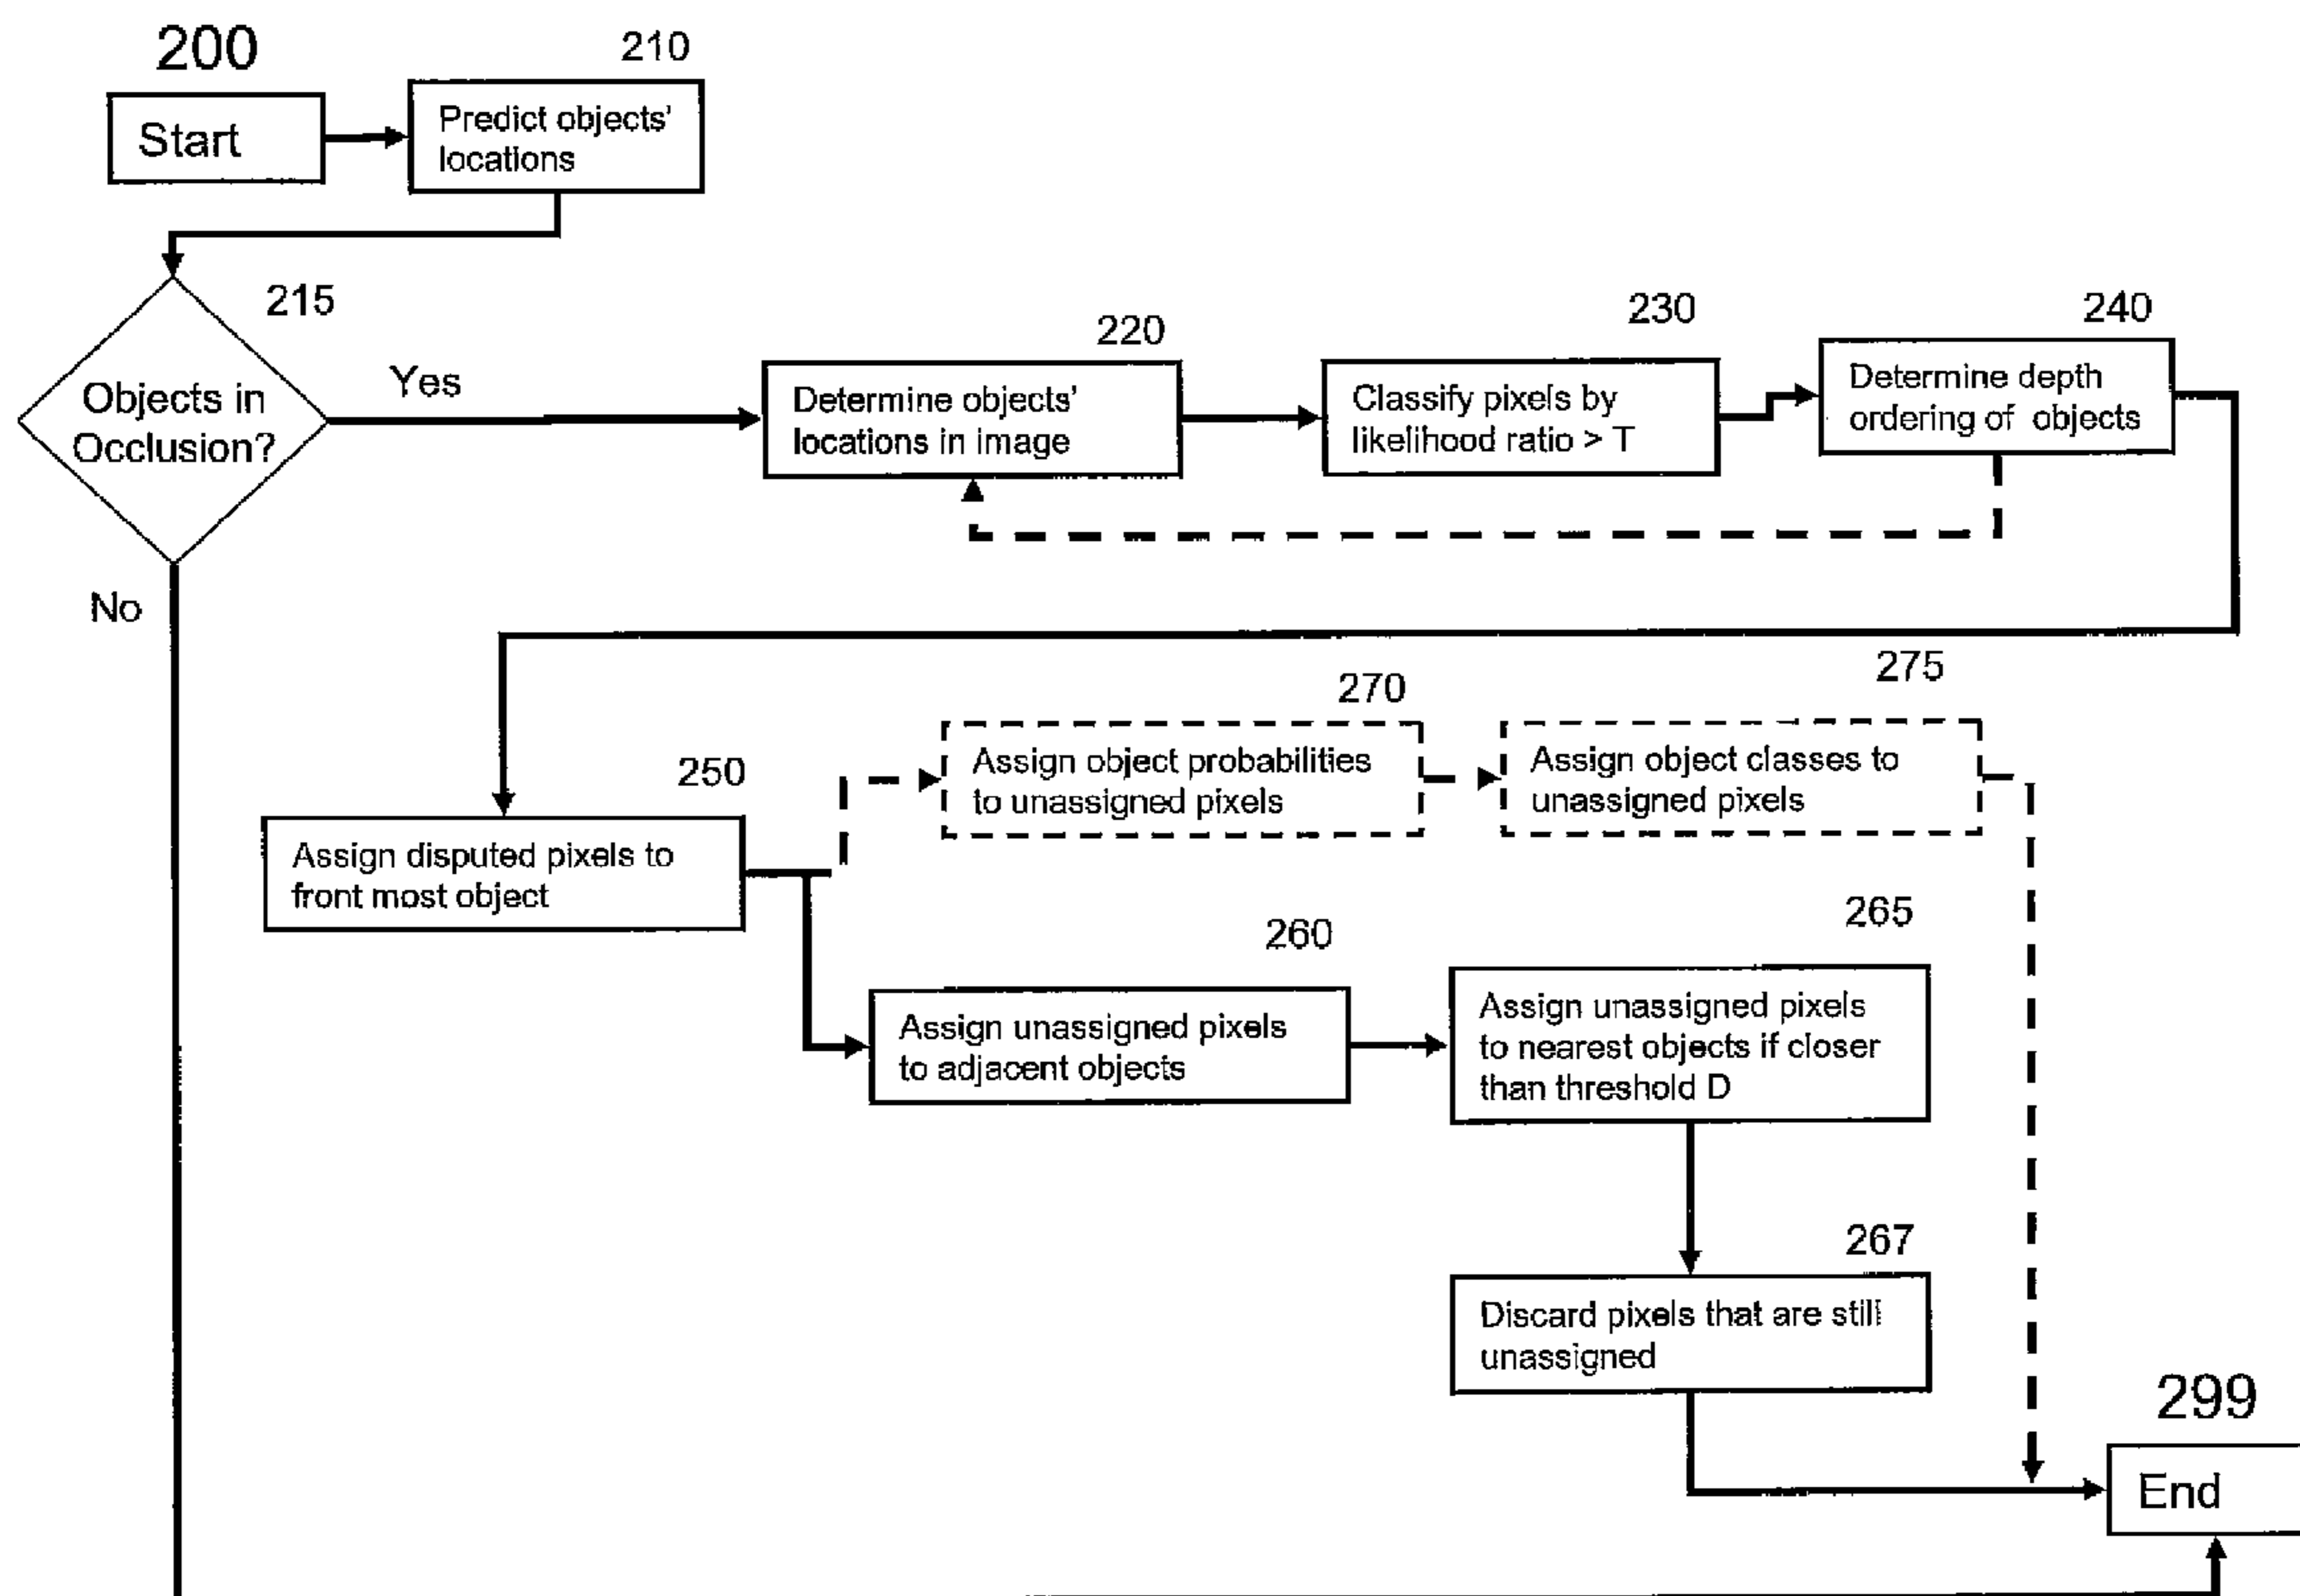 200
Start
210
Predict objects'
locations
215
Objects in
Occlusion?
Yes
No
220
Determine objects'
locations in image
230
Classify pixels by
likelihood ratio > T
240
Determine depth
ordering of objects
250
Assign disputed pixels to
front most object
270
Assign object probabilities
to unassigned pixels
275
Assign object classes to
unassigned pixels
260
Assign unassigned pixels
to adjacent objects
265
Assign unassigned pixels
to nearest objects if closer
than threshold D
267
Discard pixels that are still
unassigned
299
End